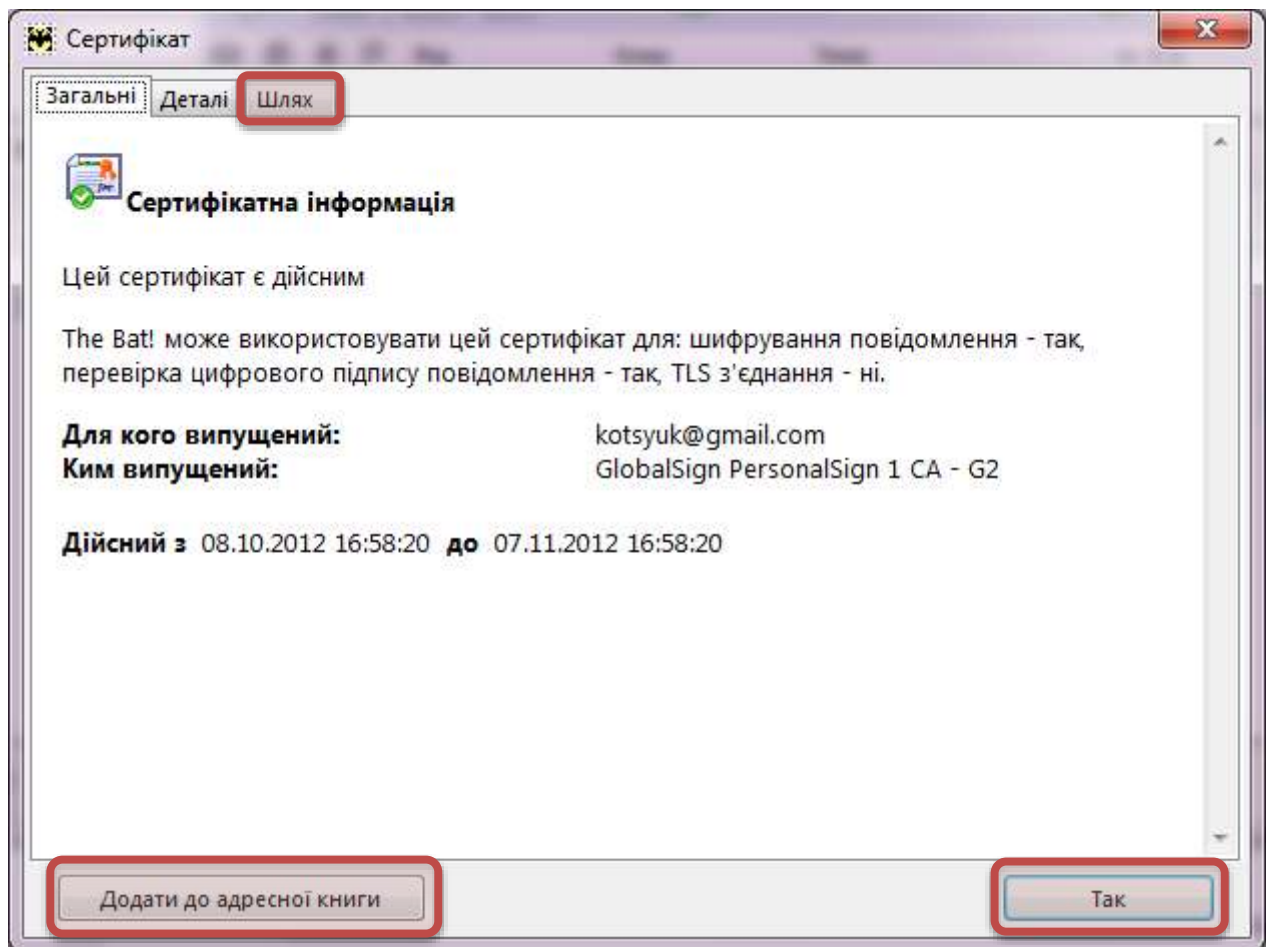 Сертифікат
Загальні Деталі Шлях
Сертифікатна інформація
Цей сертифікат є дійсним
The Bat! може використовувати цей сертифікат для: шифрування повідомлення - так,
перевірка цифрового підпису повідомлення - так, TLS з'єднання - ні.
Для кого випущений: kotsyuk@gmail.com
Ким випущений: GlobalSign PersonalSign 1 CA - G2
Дійсний з 08.10.2012 16:58:20 до 07.11.2012 16:58:20
Додати до адресної книги Так